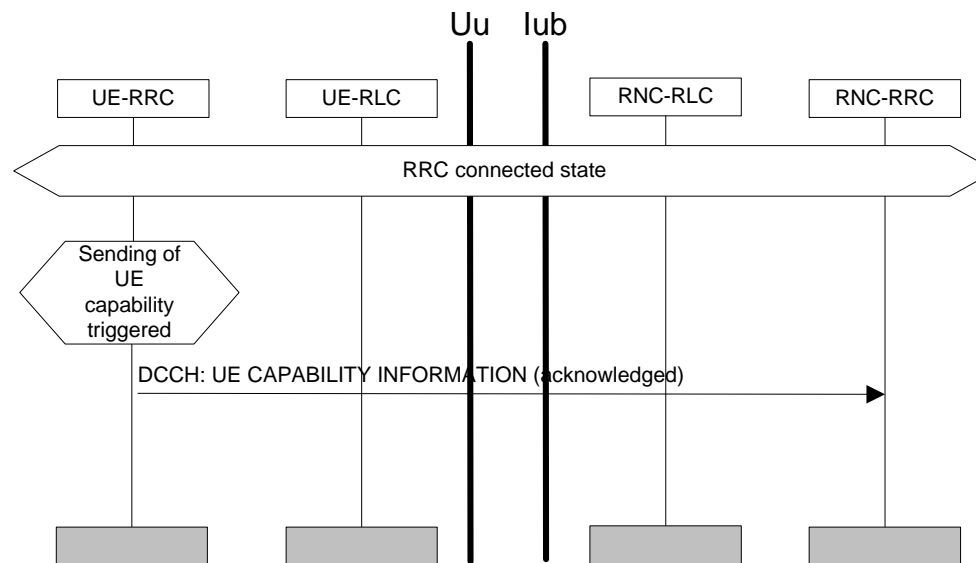 Uu Iub
UE-RRC UE-RLC RNC-RLC RNC-RRC
RRC connected state
Sending of
UE
capability
triggered
DCCH: UE CAPABILITY INFORMATION (acknowledged)